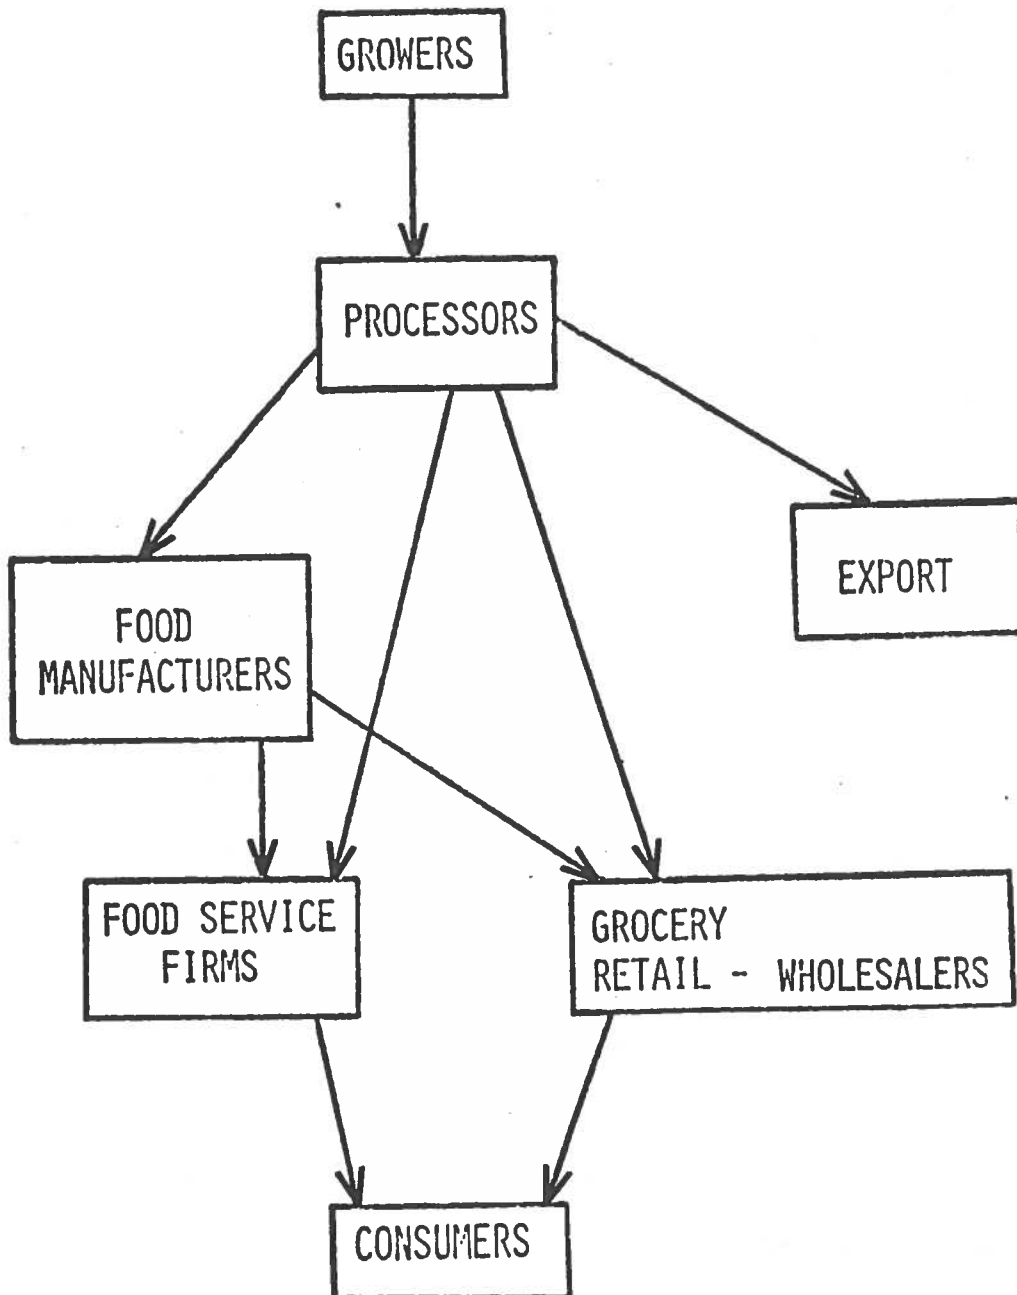 GROWERS
PROCESSORS
EXPORT
FOOD
MANUFACTURERS
FOOD SERVICE
FIRMS
GROCERY
RETAIL - WHOLESALERS
CONSUMERS